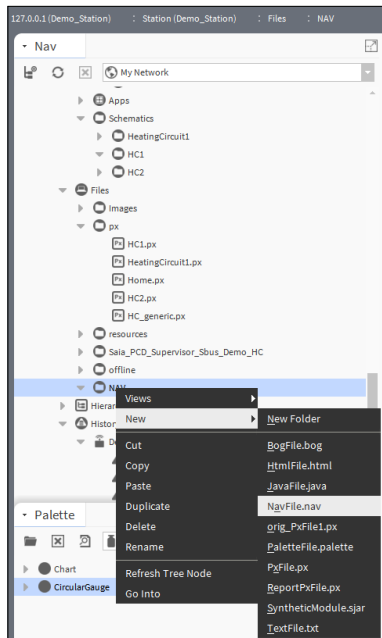 127.0.0.1 (Demo_Station) : Station (Demo_Station) : Files : NAV
Nav
My Network
Apps
Schematics
HeatingCircuit1
HC1
HC2
Files
Images
px
HC1.px
HeatingCircuit1.px
Home.px
HC2.px
HC_generic.px
resources
Saia_PCD_Supervisor_Sbus_Demo_HC
offline
NAV
Hierar
Histor
De
Views
New
Cut
Copy
Paste
Duplicate
Delete
Rename
Refresh Tree Node
Go Into
New Folder
BogFile.bog
HtmlFile.html
JavaFile.java
NavFile.nav
orig_PxFile1.px
PaletteFile.palette
PxFile.px
ReportPxFile.px
SyntheticModule.sjar
TextFile.txt
Palette
Chart
CircularGauge